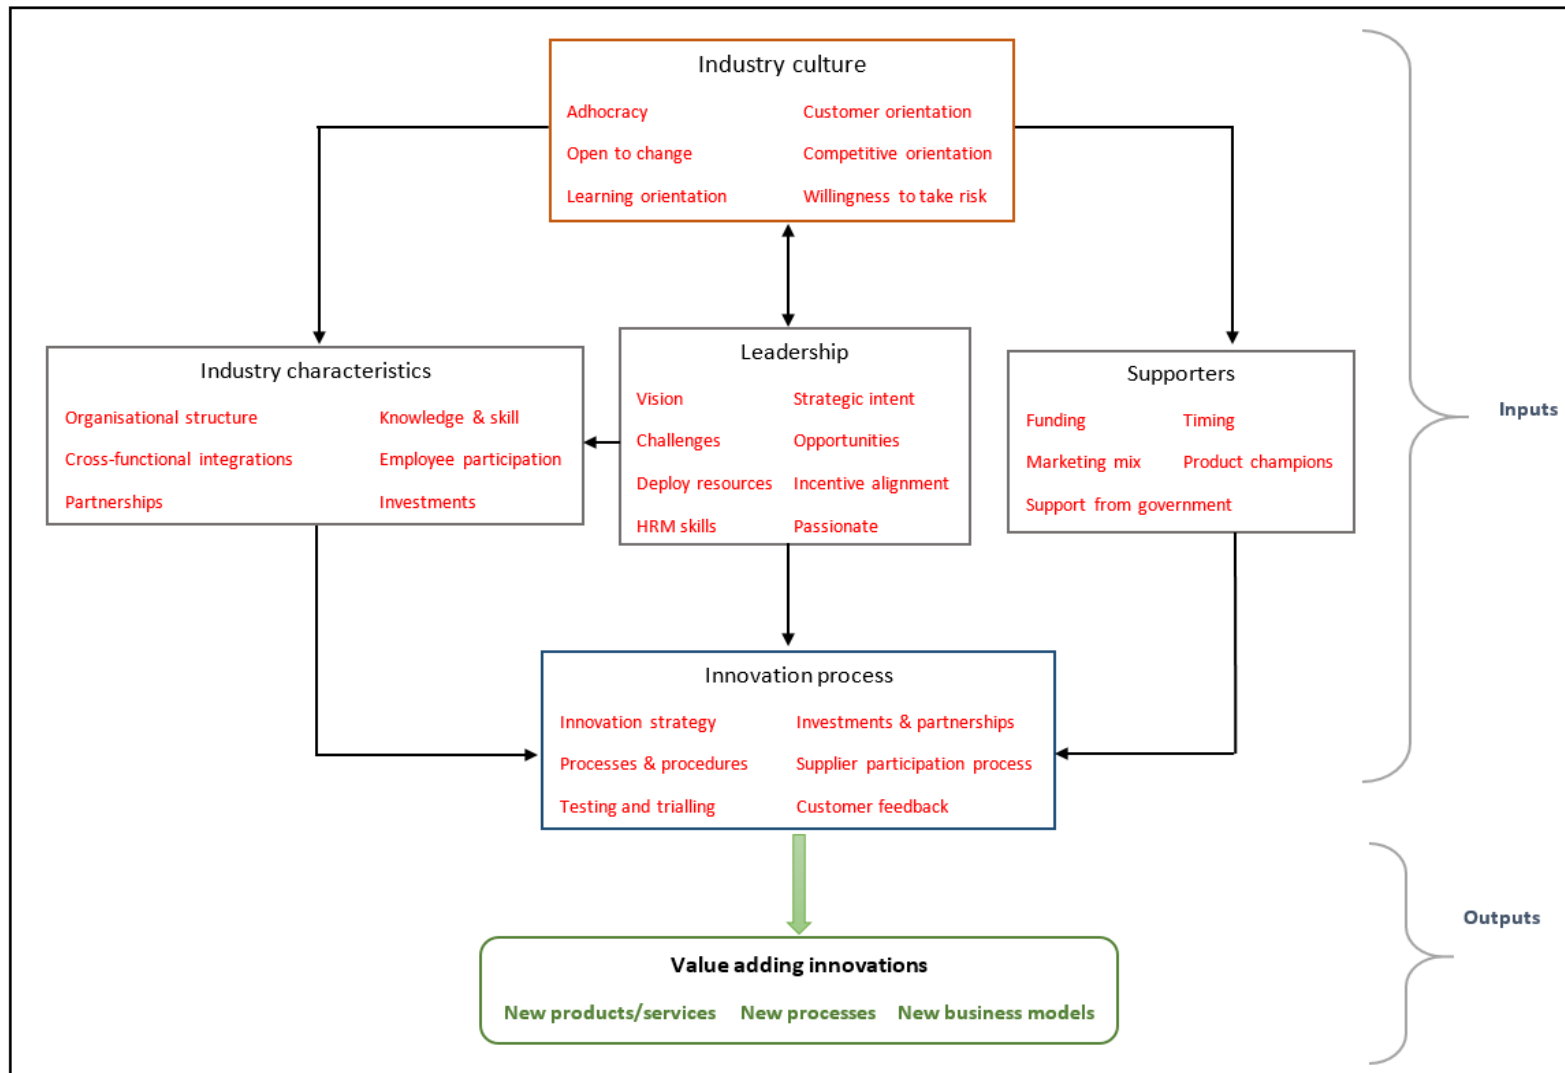 Industry culture
Adhocracy
Customer orientation
Open to change
Competitive orientation
Learning orientation
Willingness to take risk
Industry characteristics
Organisational structure
Knowledge & skill
Cross-functional integrations
Employee participation
Partnerships
Investments
Leadership
Vision
Strategic intent
Challenges
Opportunities
Deploy resources
Incentive alignment
HRM skills
Passionate
Supporters
Funding
Timing
Marketing mix
Product champions
Support from government
Inputs
Innovation process
Innovation strategy
Investments & partnerships
Processes & procedures
Supplier participation process
Testing and trialling
Customer feedback
Outputs
Value adding innovations
New products/services
New processes
New business models